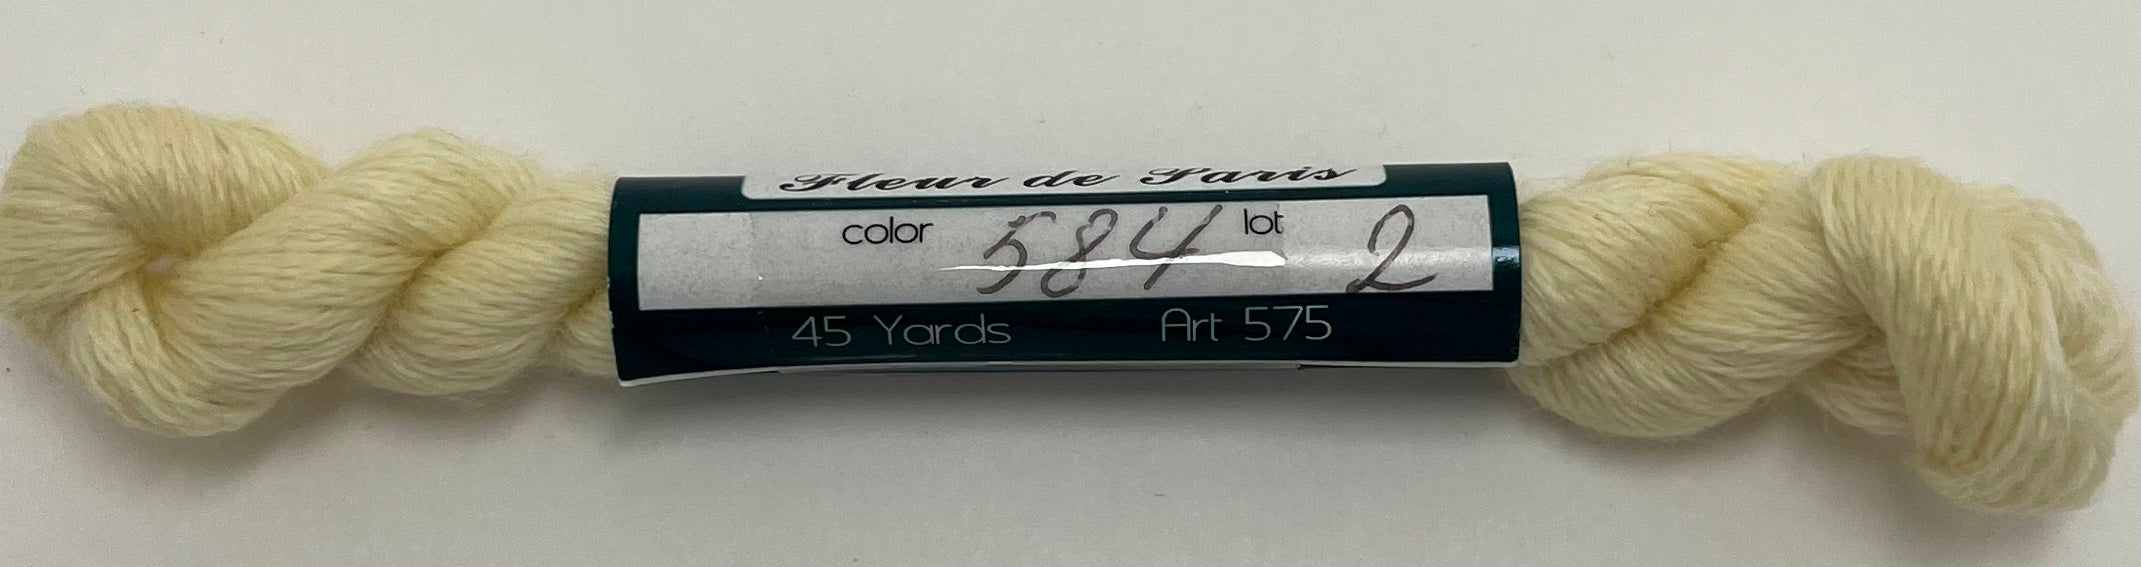 Fleur de Paris
color 584 lot 2
45 Yards Art 575